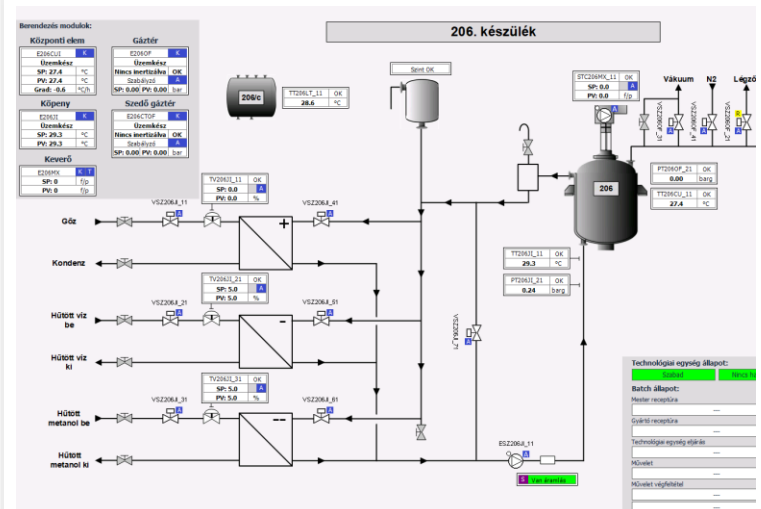 Berendezés modulok:
206. készülék
Központi elem
E206CUI K
Üzemkész
SP: 27.4 °C
PV: 27.4 °C
Grad: -0.6 °C/h
Gáztér
E206OF K
Üzemkész
Nincs inertizálva OK
Szabályzó A
SP: 0.00 PV: 0.00 bar
Köpeny
E206JI K
Üzemkész
SP: 29.3 °C
PV: 29.3 °C
Szedő gáztér
E206CTOF K
Üzemkész
Nincs inertizálva OK
Szabályzó A
SP: 0.00 PV: 0.00 bar
Keverő
E206MX K T
SP: 0 f/p
PV: 0 f/p
206/c
TT206LT_11 OK
28.6 °C
Szint OK
STC206MX_11 OK
SP: 0.0 A
PV: 0.0 f/p
A
Vákuum
N2
Légző
VSZ206OF_31
A
VSZ206OF_41
A
VSZ206OF_21
R
A
206
PT206OF_21 OK
0.00 barg
TT206CU_11 OK
27.4 °C
TT206JI_11 OK
29.3 °C
PT206JI_21 OK
0.24 barg
TV206JI_11 OK
SP: 0.0 A
PV: 0.0 %
VSZ206JI_11
A
VSZ206JI_41
A
Gőz
+
Kondenz
TV206JI_21 OK
SP: 5.0 A
PV: 5.0 %
VSZ206JI_21
A
VSZ206JI_51
A
Hűtött víz
be
-
Hűtött víz
ki
VSZ206JI_71
A
TV206JI_31 OK
SP: 5.0 A
PV: 5.0 %
VSZ206JI_31
A
VSZ206JI_61
A
Hűtött
metanol be
--
Hűtött
metanol ki
ESZ206JI_11
A
S Van áramlás
Technológiai egység állapot:
Szabad
Nincs
Batch állapot:
Mester receptúra
—
Gyártó receptúra
—
Technológiai egység eljárás
—
Művelet
—
Művelet végfeltétel
—
—